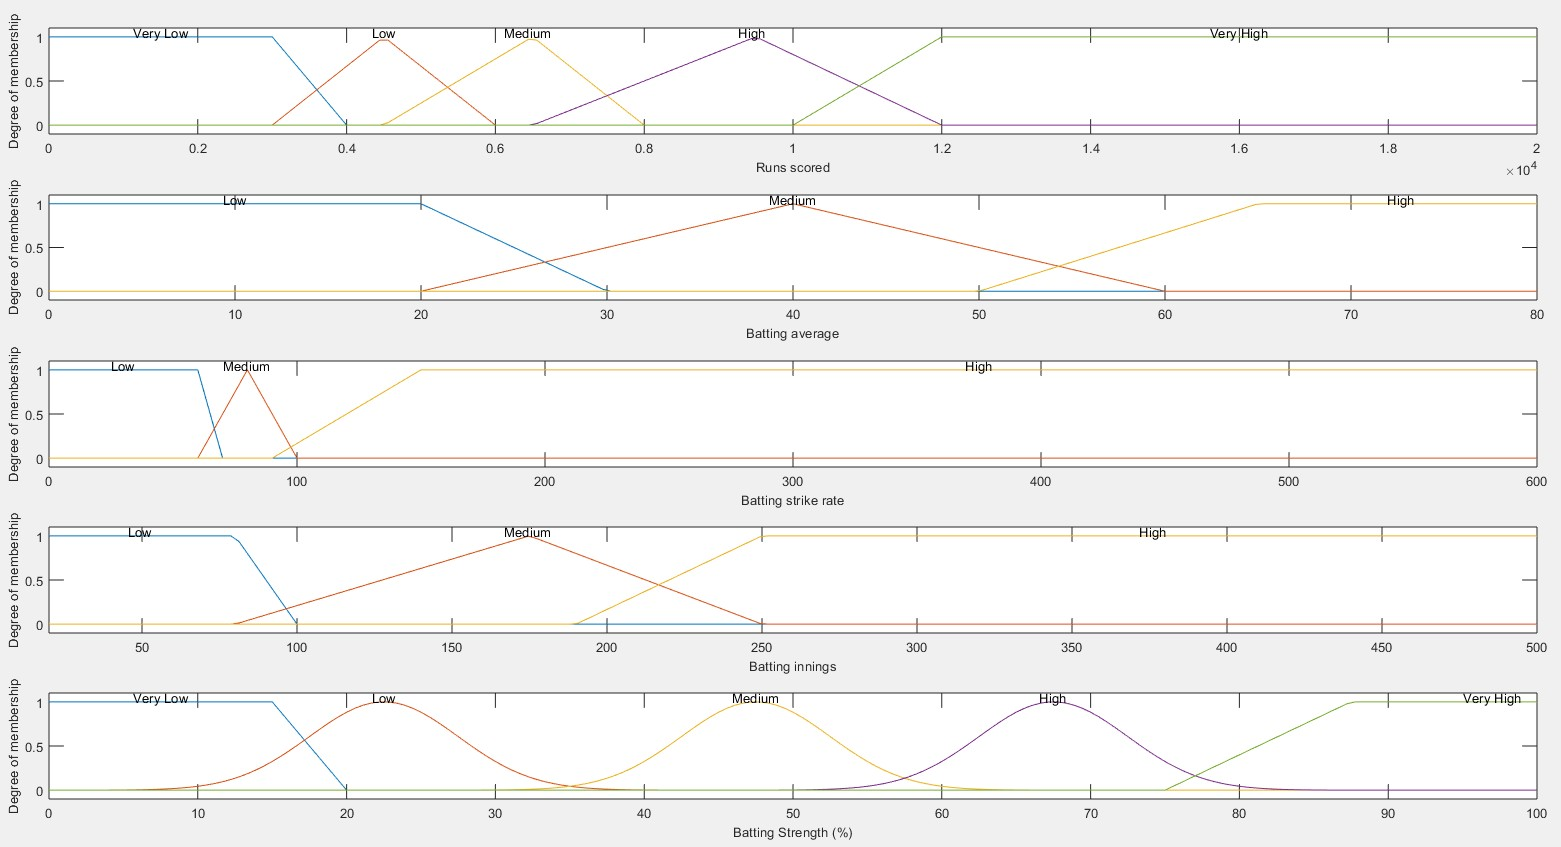 Degree of membership
Very Low Low Medium High Very High
1
0.5
0
0 0.2 0.4 0.6 0.8 1 1.2 1.4 1.6 1.8 2
Runs scored
×10^4
Degree of membership
Low Medium High
1
0.5
0
0 10 20 30 40 50 60 70 80
Batting average
Degree of membership
Low Medium High
1
0.5
0
0 100 200 300 400 500 600
Batting strike rate
Degree of membership
Low Medium High
1
0.5
0
50 100 150 200 250 300 350 400 450 500
Batting innings
Degree of membership
Very Low Low Medium High Very High
1
0.5
0
0 10 20 30 40 50 60 70 80 90 100
Batting Strength (%)